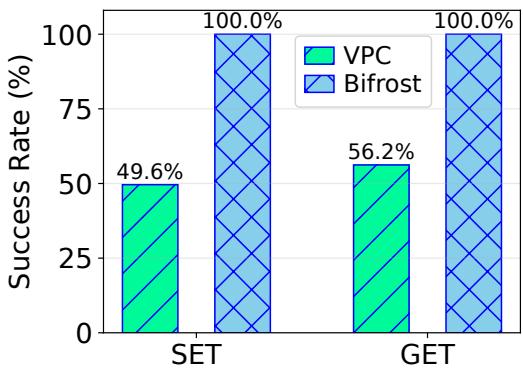 Success Rate (%)
100
75
50
25
0
49.6%
100.0%
56.2%
100.0%
VPC
Bifrost
SET
GET